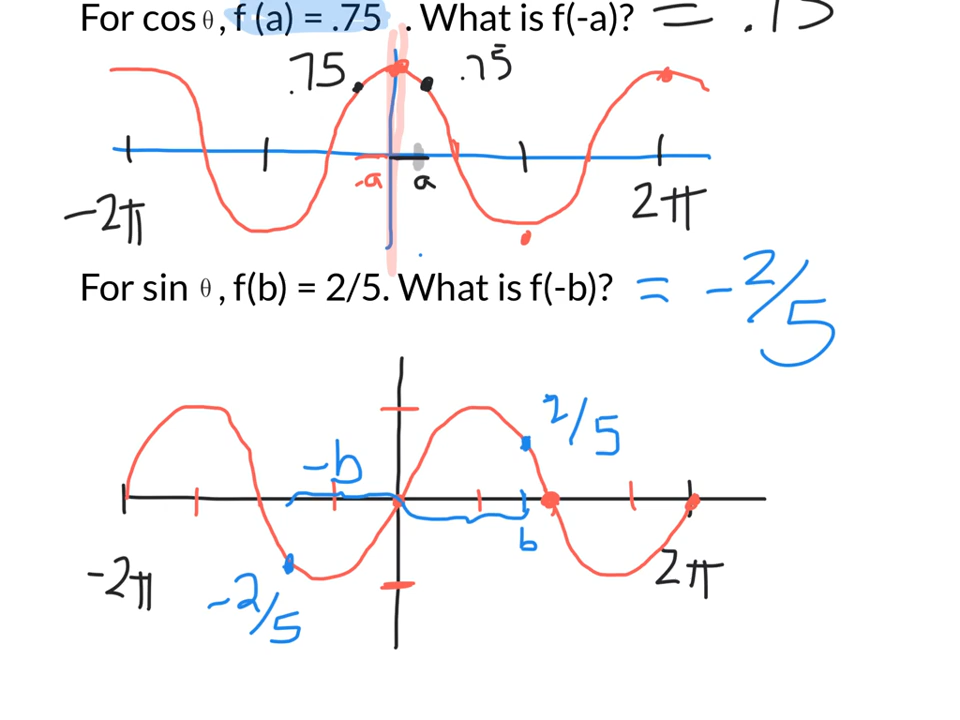 For cos θ, f (a) = .75 . What is f(-a)? = .75
.75 .75
-a a
-2π 2π
For sin θ, f(b) = 2/5. What is f(-b)? = -2/5
2/5
-b
b
-2π 2π
-2/5